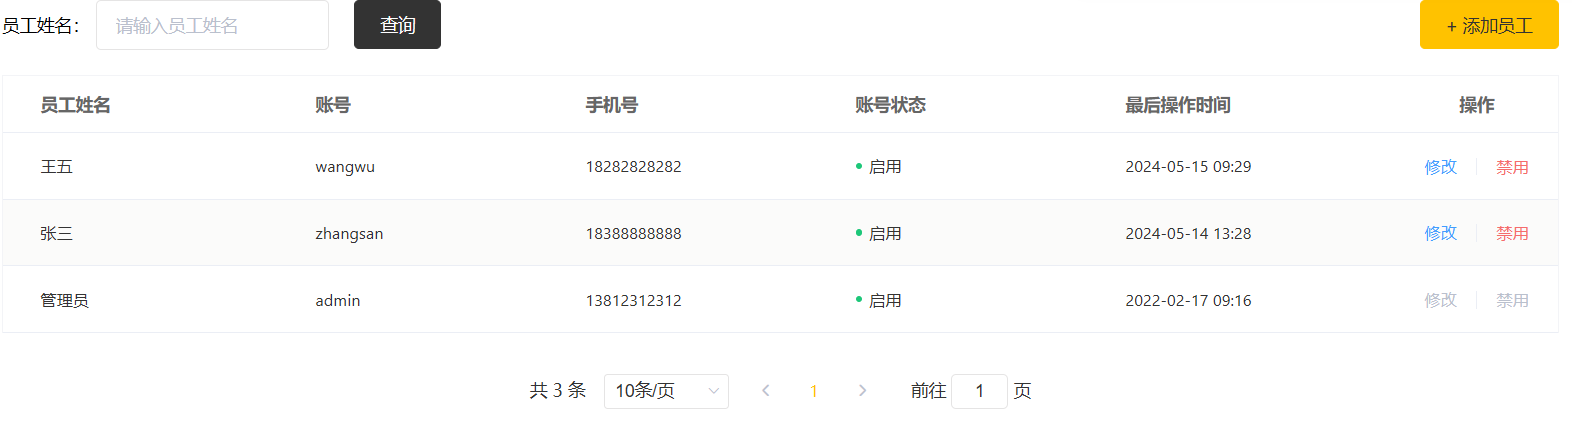 员工姓名： 请输入员工姓名 查询 + 添加员工
员工姓名 账号 手机号 账号状态 最后操作时间 操作
王五 wangwu 18282828282 启用 2024-05-15 09:29 修改 禁用
张三 zhangsan 18388888888 启用 2024-05-14 13:28 修改 禁用
管理员 admin 13812312312 启用 2022-02-17 09:16 修改 禁用
共 3 条 10条/页 1 前往 1 页